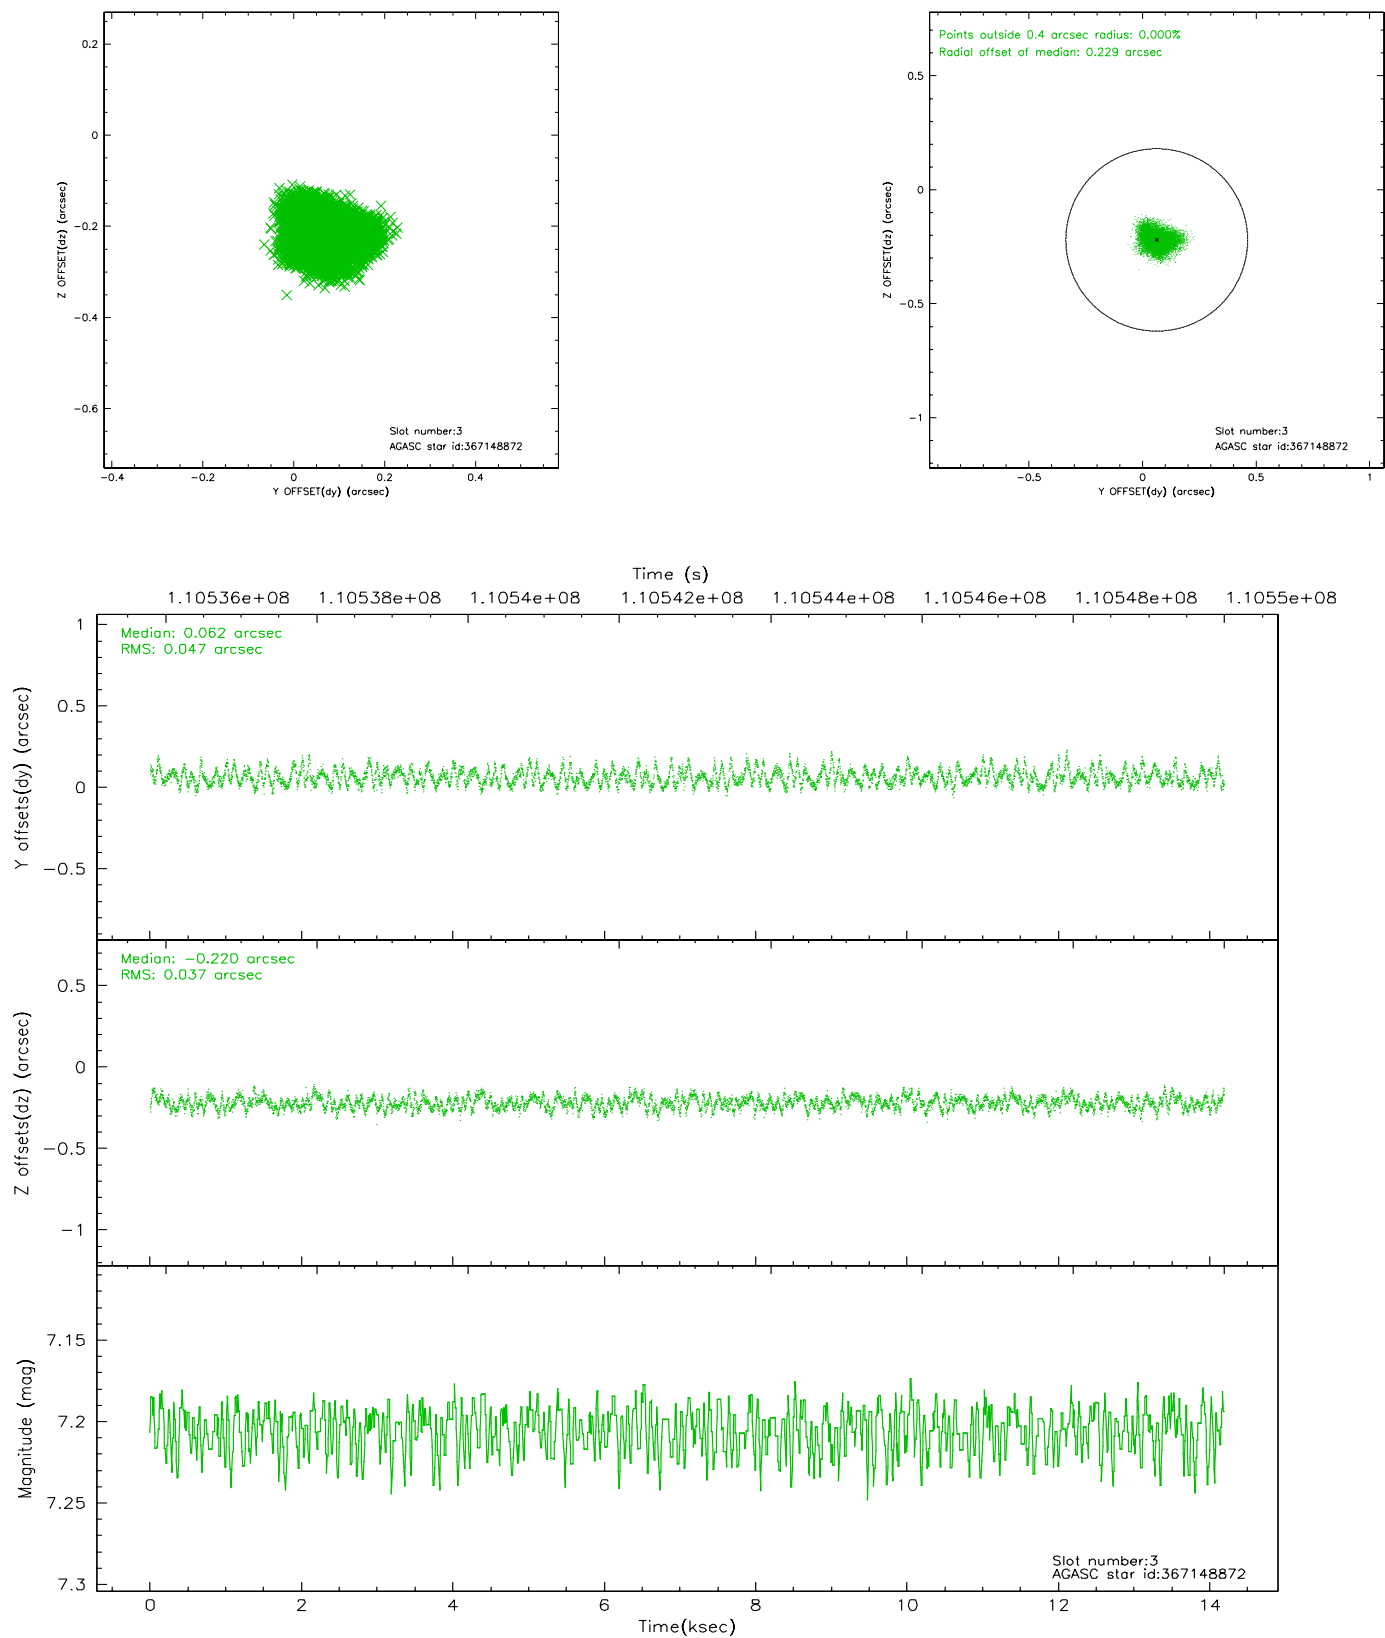 0.2
0
−0.2
−0.4
−0.6
Z OFFSET(dz) (arcsec)
Slot number:3
AGASC star id:367148872
−0.4 −0.2 0 0.2 0.4
Y OFFSET(dy) (arcsec)
Points outside 0.4 arcsec radius: 0.000%
Radial offset of median: 0.229 arcsec
0.5
0
−0.5
−1
Z OFFSET(dz) (arcsec)
Slot number:3
AGASC star id:367148872
−0.5 0 0.5 1
Y OFFSET(dy) (arcsec)
Time (s)
1.10536e+08 1.10538e+08 1.1054e+08 1.10542e+08 1.10544e+08 1.10546e+08 1.10548e+08 1.1055e+08
Median: 0.062 arcsec
RMS: 0.047 arcsec
1
0.5
0
−0.5
Y offsets(dy) (arcsec)
Median: −0.220 arcsec
RMS: 0.037 arcsec
0.5
0
−0.5
−1
Z offsets(dz) (arcsec)
7.15
7.2
7.25
7.3
Magnitude (mag)
Slot number:3
AGASC star id:367148872
0 2 4 6 8 10 12 14
Time(ksec)